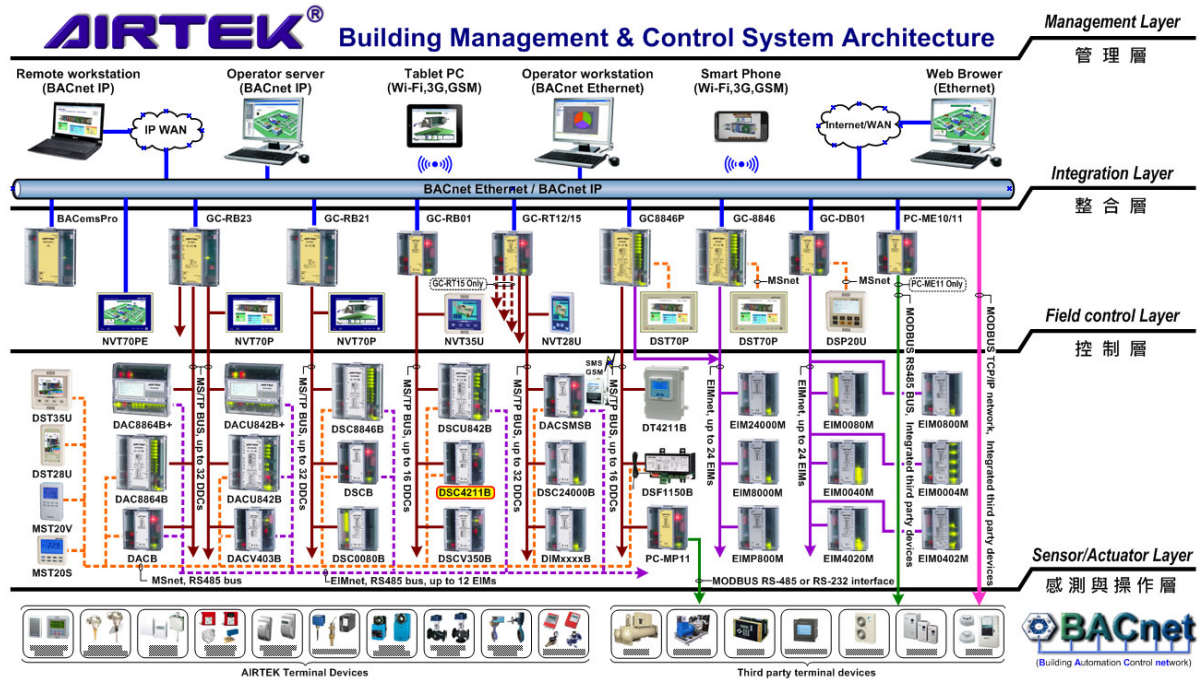 AIRTEK®
Building Management & Control System Architecture
Management Layer
管理層
Remote workstation
(BACnet IP)
Operator server
(BACnet IP)
Tablet PC
(Wi-Fi,3G,GSM)
Operator workstation
(BACnet Ethernet)
Smart Phone
(Wi-Fi,3G,GSM)
Web Brower
(Ethernet)
IP WAN
Internet/WAN
BACnet Ethernet / BACnet IP
Integration Layer
整合層
BACemsPro
GC-RB23
GC-RB21
GC-RB01
GC-RT12/15
GC8846P
GC-8846
GC-DB01
PC-ME10/11
GC-RT15 Only
MSnet
MSnet
PC-ME11 Only
NVT70PE
NVT70P
NVT70P
NVT35U
NVT28U
DST70P
DST70P
DSP20U
Field control Layer
控制層
MS/TP BUS, up to 32 DDCs
MS/TP BUS, up to 32 DDCs
MS/TP BUS, up to 16 DDCs
MS/TP BUS, up to 32 DDCs
MS/TP BUS, up to 16 DDCs
EIMnet, up to 24 EIMs
EIMnet, up to 24 EIMs
MODBUS RS485 BUS, Integrated third party devices
MODBUS TCP/IP network, Integrated third party devices
SMS
GSM
DST35U
DAC8864B+
DACU842B+
DSC8846B
DSCU842B
DACSMSB
DT4211B
EIM24000M
EIM0080M
EIM0800M
DST28U
DAC8864B
DACU842B
DSCB
DSC4211B
DSC24000B
DSF1150B
EIM8000M
EIM0040M
EIM0004M
MST20V
MST20S
DACB
DACV403B
DSC0080B
DSCV350B
DIMxxxxB
PC-MP11
EIMP800M
EIM4020M
EIM0402M
MSnet, RS485 bus
EIMnet, RS485 bus, up to 12 EIMs
MODBUS RS-485 or RS-232 interface
Sensor/Actuator Layer
感測與操作層
AIRTEK Terminal Devices
Third party terminal devices
BACnet
(Building Automation Control network)